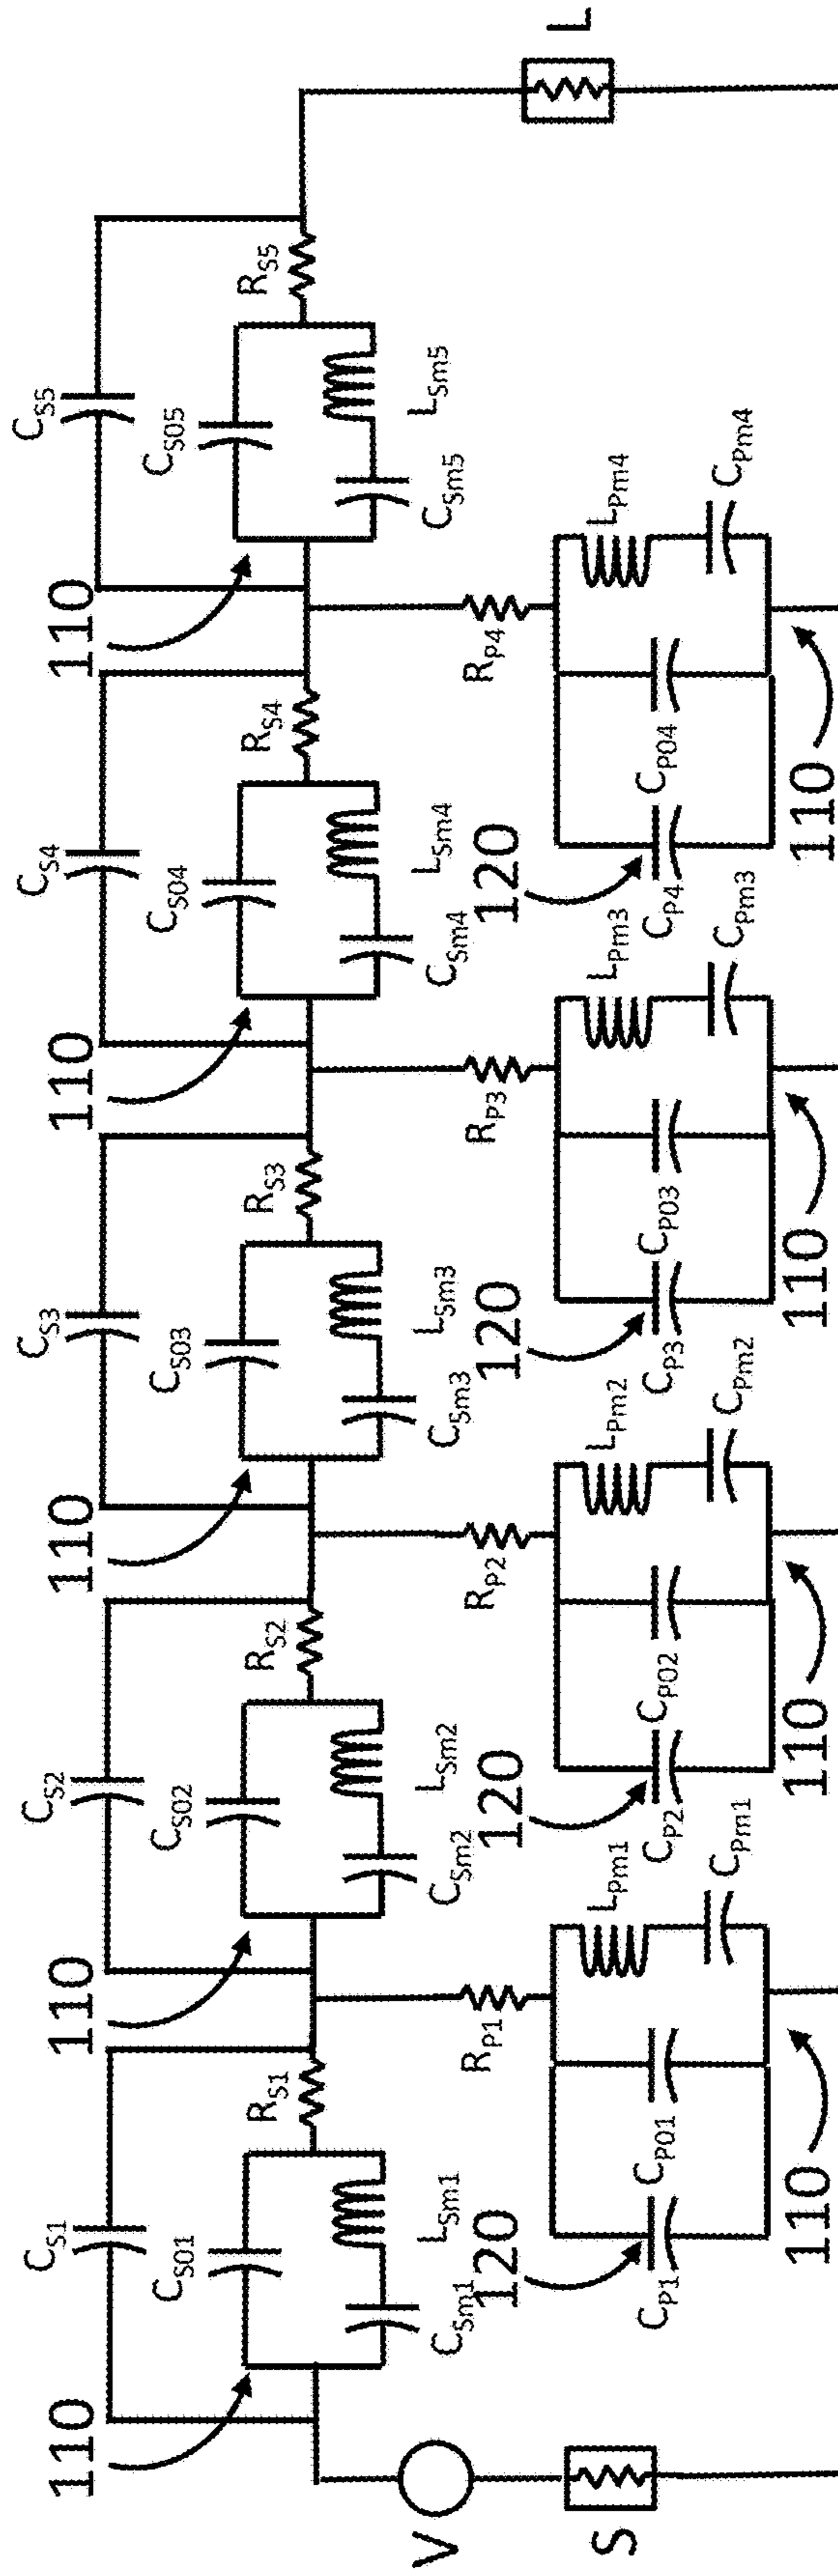 C_S1
C_S2
C_S3
C_S4
C_S5
110
110
110
110
110
C_S01
R_S1
C_S02
R_S2
C_S03
R_S3
C_S04
R_S4
C_S05
R_S5
C_Sm1
L_Sm1
C_Sm2
L_Sm2
C_Sm3
L_Sm3
C_Sm4
L_Sm4
C_Sm5
L_Sm5
V
S
L
120
R_P1
120
R_P2
120
R_P3
120
R_P4
C_P1
C_P01
L_Pm1
C_Pm1
C_P2
C_P02
L_Pm2
C_Pm2
C_P3
C_P03
L_Pm3
C_Pm3
C_P4
C_P04
L_Pm4
C_Pm4
110
110
110
110